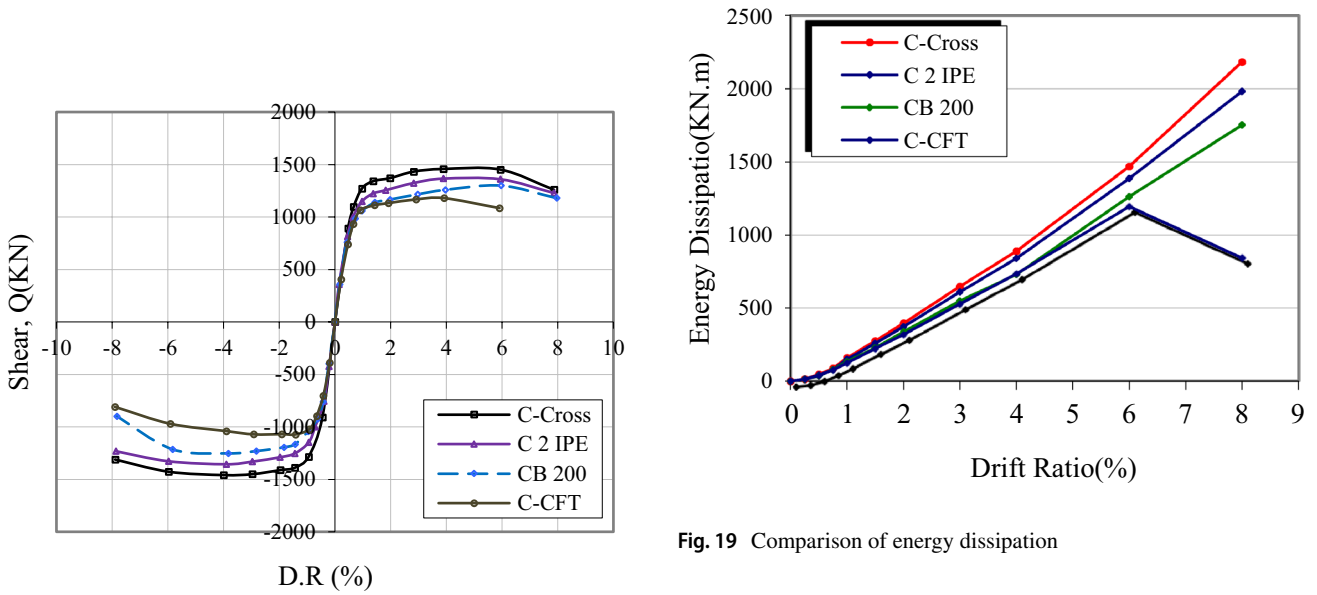 2000
1500
1000
500
0
-500
-1000
-1500
-2000
-10
-8
-6
-4
-2
0
2
4
6
8
10
Shear, Q(KN)
D.R (%)
C-Cross
C 2 IPE
CB 200
C-CFT
2500
2000
1500
1000
500
0
0
1
2
3
4
5
6
7
8
9
Energy Dissipatio(KN.m)
Drift Ratio(%)
C-Cross
C 2 IPE
CB 200
C-CFT
Fig. 19 Comparison of energy dissipation